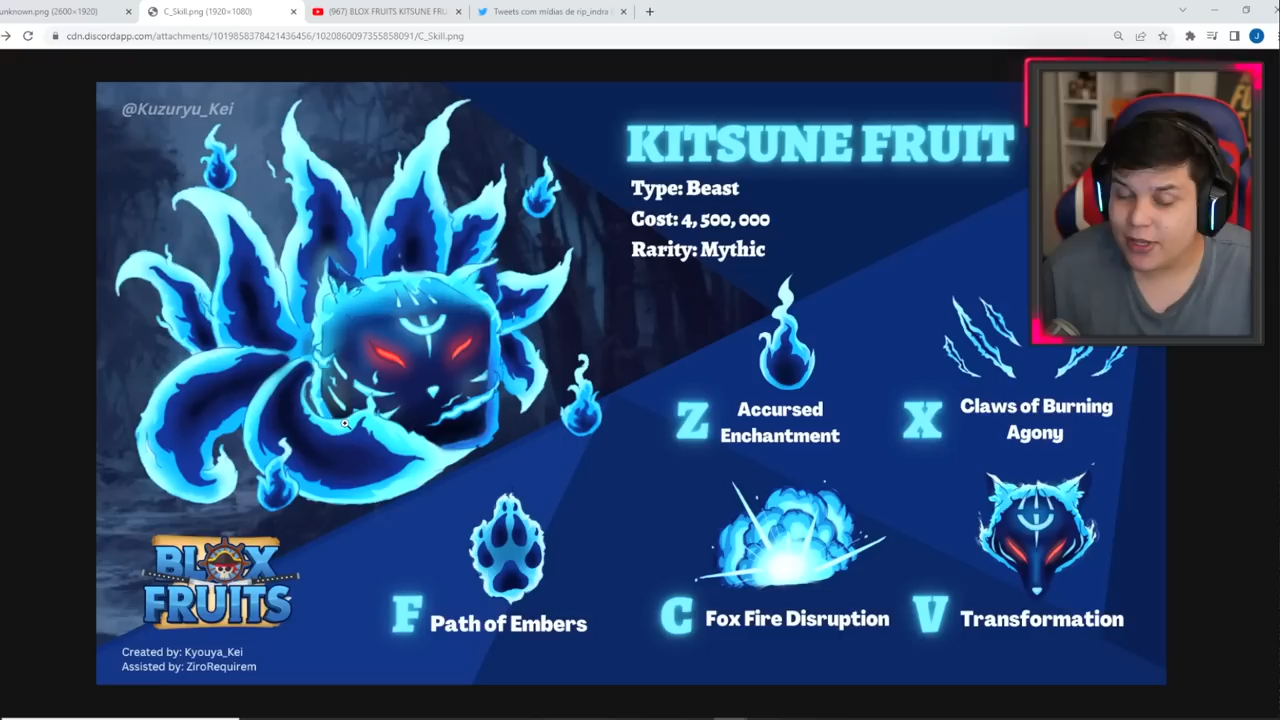 unknown.png (2600×1920)
C_Skill.png (1920×1080)
(967) BLOX FRUITS KITSUNE FRU
Tweets com mídias de rip_indra (
cdn.discordapp.com/attachments/1019858378421436456/1020860097355858091/C_Skill.png
J
@Kuzuryu_Kei
KITSUNE FRUIT
Type: Beast
Cost: 4, 500, 000
Rarity: Mythic
Z Accursed
Enchantment
X Claws of Burning
Agony
BLOX
FRUITS
F Path of Embers
C Fox Fire Disruption
V Transformation
Created by: Kyouya_Kei
Assisted by: ZiroRequirem